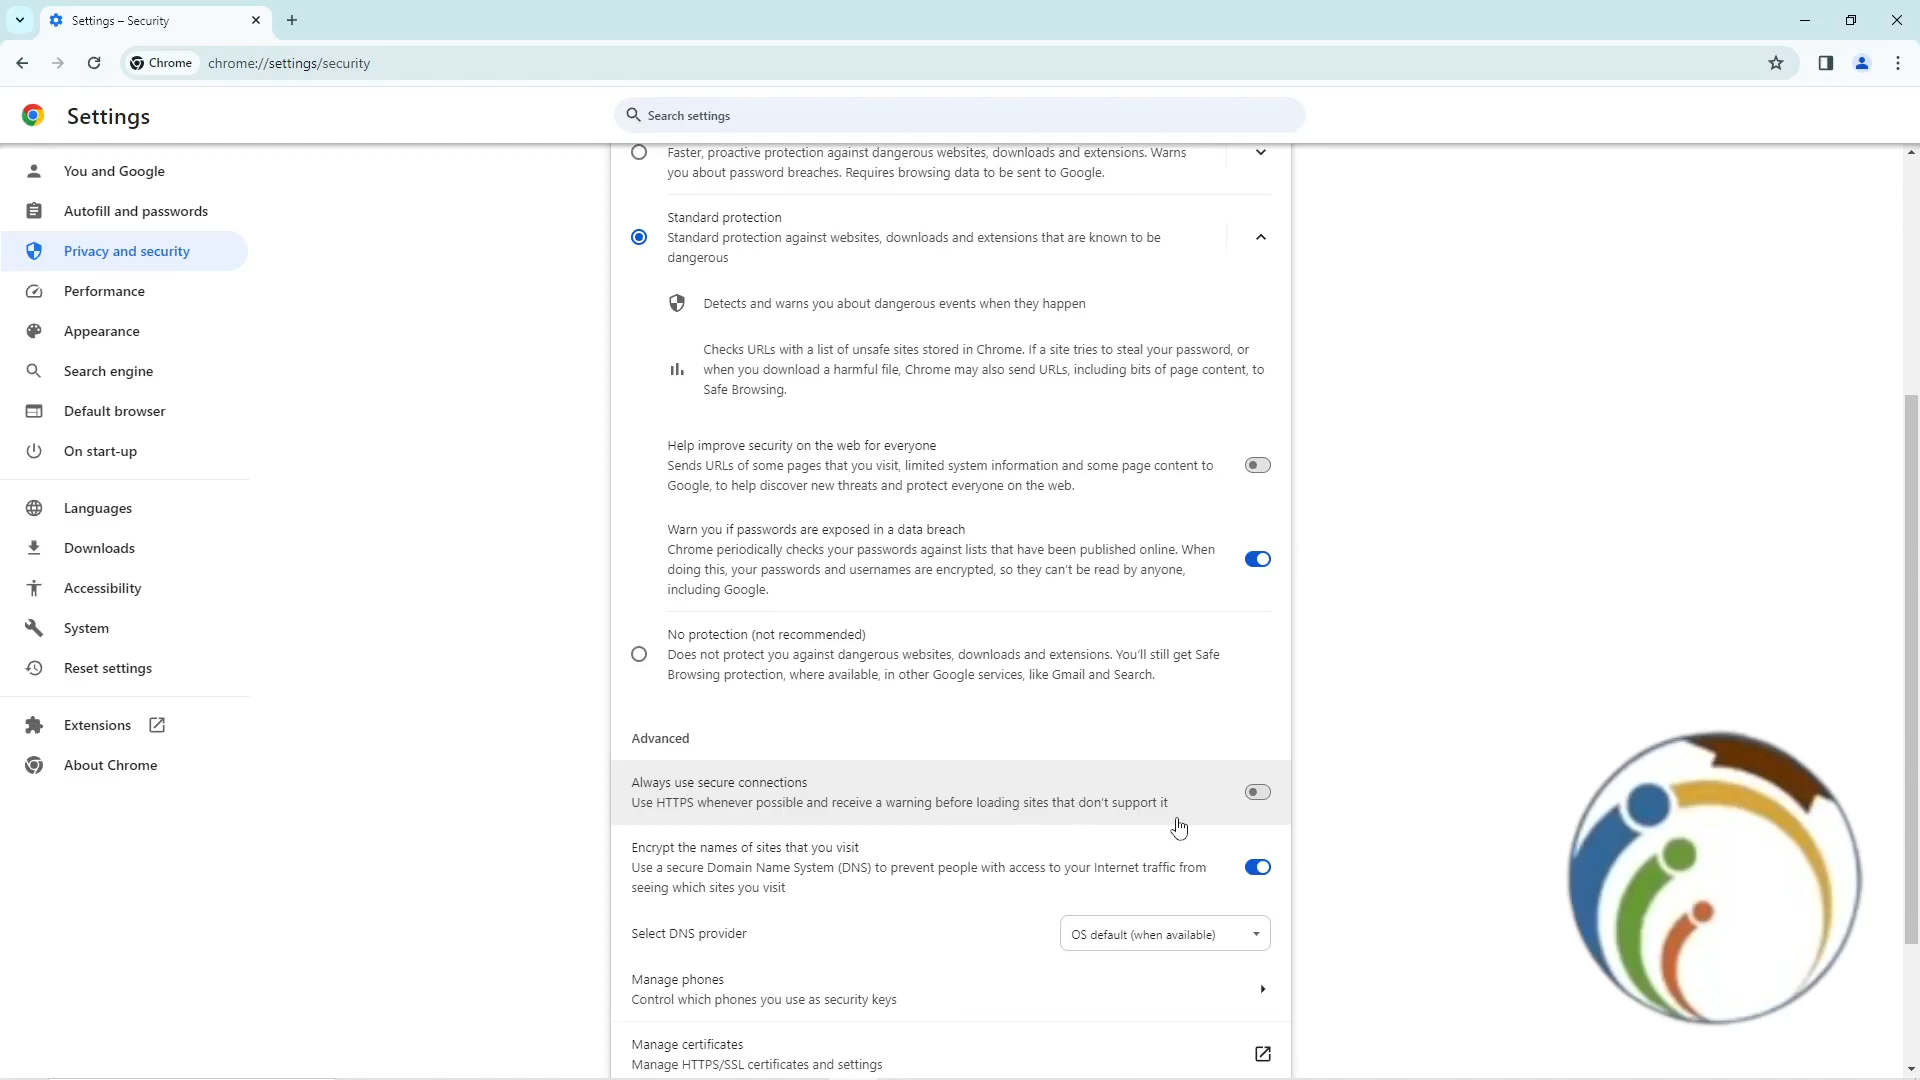 Settings – Security
Chrome
chrome://settings/security
Settings
Search settings
You and Google
Autofill and passwords
Privacy and security
Performance
Appearance
Search engine
Default browser
On start-up
Languages
Downloads
Accessibility
System
Reset settings
Extensions
About Chrome
Faster, proactive protection against dangerous websites, downloads and extensions. Warns
you about password breaches. Requires browsing data to be sent to Google.
Standard protection
Standard protection against websites, downloads and extensions that are known to be
dangerous
Detects and warns you about dangerous events when they happen
Checks URLs with a list of unsafe sites stored in Chrome. If a site tries to steal your password, or
when you download a harmful file, Chrome may also send URLs, including bits of page content, to
Safe Browsing.
Help improve security on the web for everyone
Sends URLs of some pages that you visit, limited system information and some page content to
Google, to help discover new threats and protect everyone on the web.
Warn you if passwords are exposed in a data breach
Chrome periodically checks your passwords against lists that have been published online. When
doing this, your passwords and usernames are encrypted, so they can't be read by anyone,
including Google.
No protection (not recommended)
Does not protect you against dangerous websites, downloads and extensions. You'll still get Safe
Browsing protection, where available, in other Google services, like Gmail and Search.
Advanced
Always use secure connections
Use HTTPS whenever possible and receive a warning before loading sites that don't support it
Encrypt the names of sites that you visit
Use a secure Domain Name System (DNS) to prevent people with access to your Internet traffic from
seeing which sites you visit
Select DNS provider
OS default (when available)
Manage phones
Control which phones you use as security keys
Manage certificates
Manage HTTPS/SSL certificates and settings